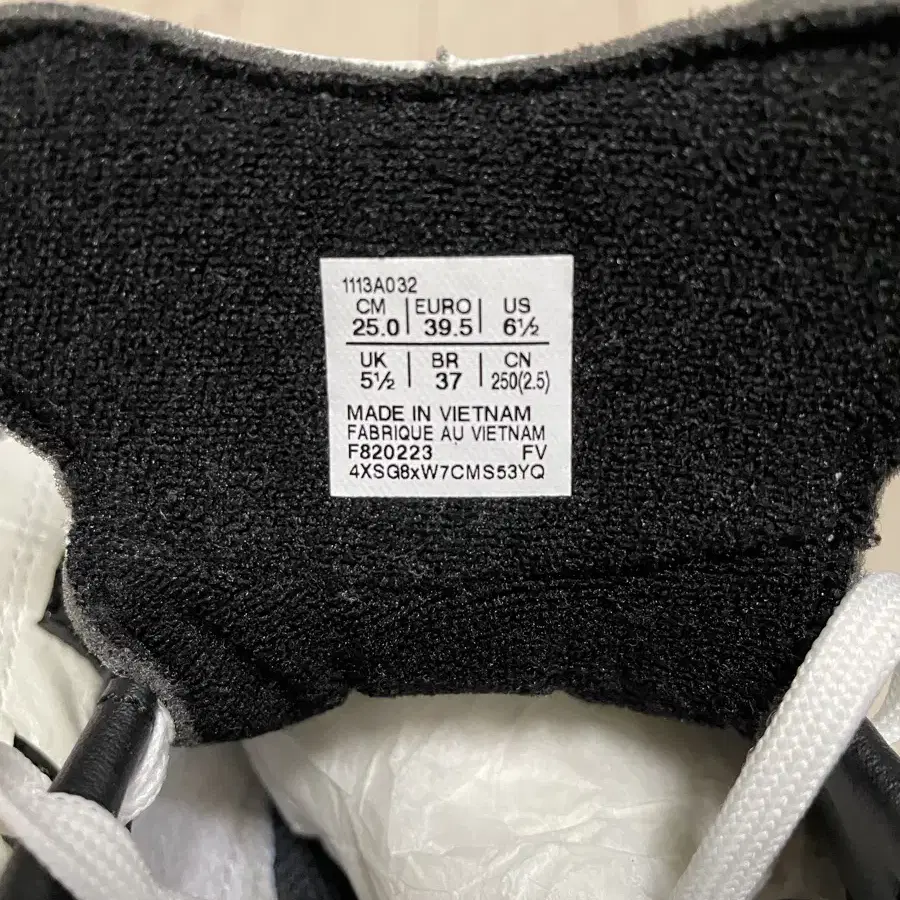 1113A032
CM | EURO | US
25.0 | 39.5 | 6½
UK | BR | CN
5½ | 37 | 250(2.5)
MADE IN VIETNAM
FABRIQUE AU VIETNAM
F820223 FV
4XSG8xW7CMS53YQ